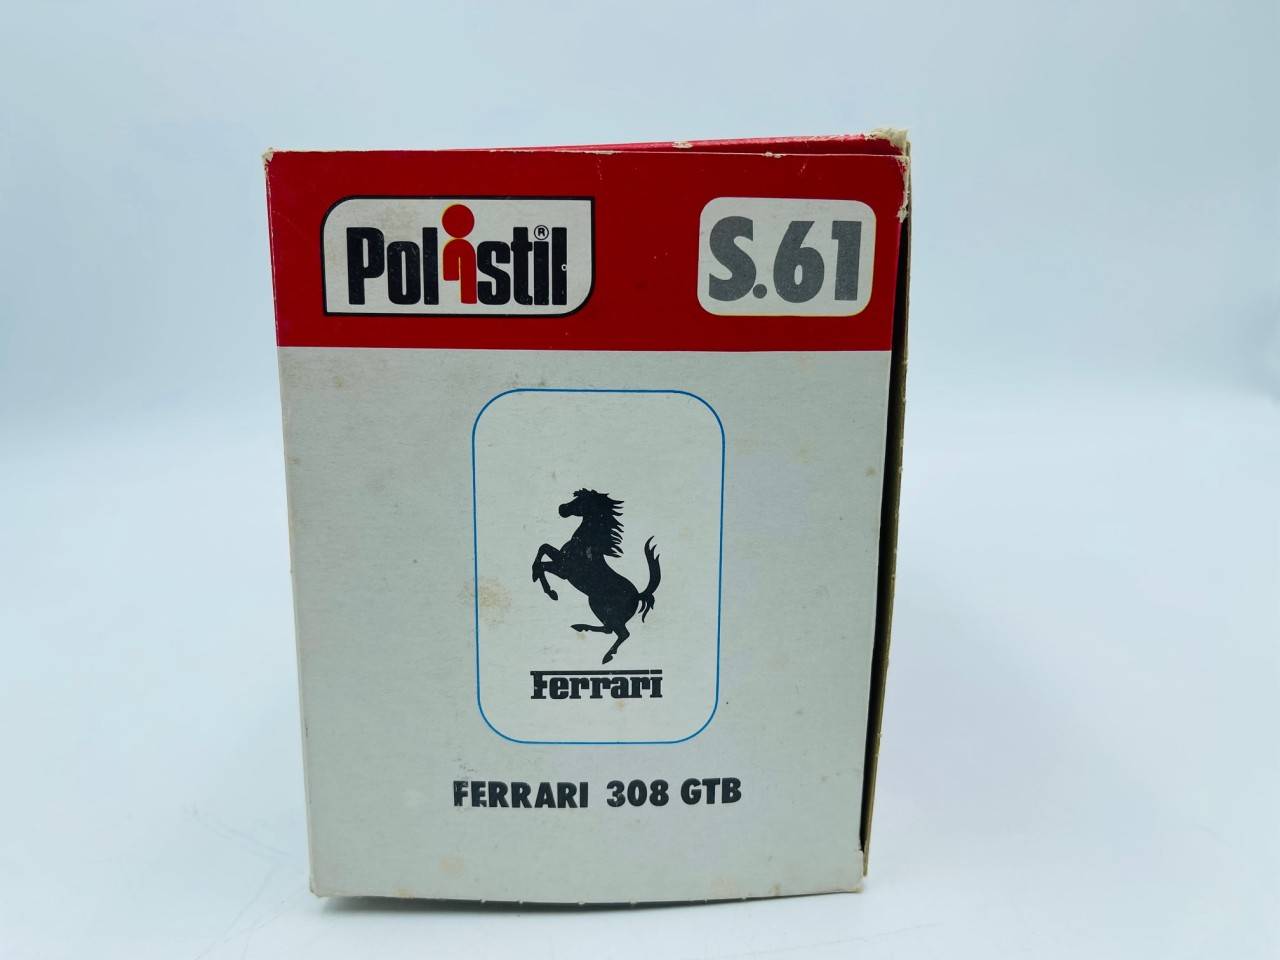 Polistil®
S.61
Ferrari
FERRARI 308 GTB